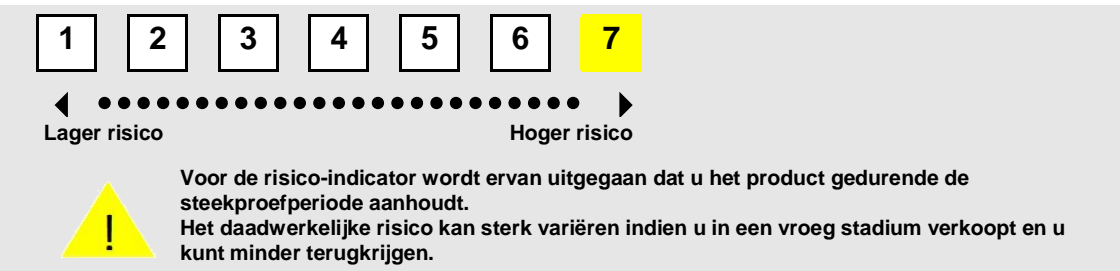 1 2 3 4 5 6 7
Lager risico Hoger risico
Voor de risico-indicator wordt ervan uitgegaan dat u het product gedurende de
steekproefperiode aanhoudt.
Het daadwerkelijke risico kan sterk variëren indien u in een vroeg stadium verkoopt en u
kunt minder terugkrijgen.
!